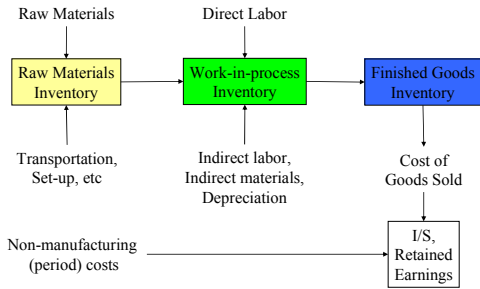 Raw Materials
Direct Labor
Raw Materials
Inventory
Work-in-process
Inventory
Finished Goods
Inventory
Transportation,
Set-up, etc
Indirect labor,
Indirect materials,
Depreciation
Cost of
Goods Sold
Non-manufacturing
(period) costs
I/S,
Retained
Earnings